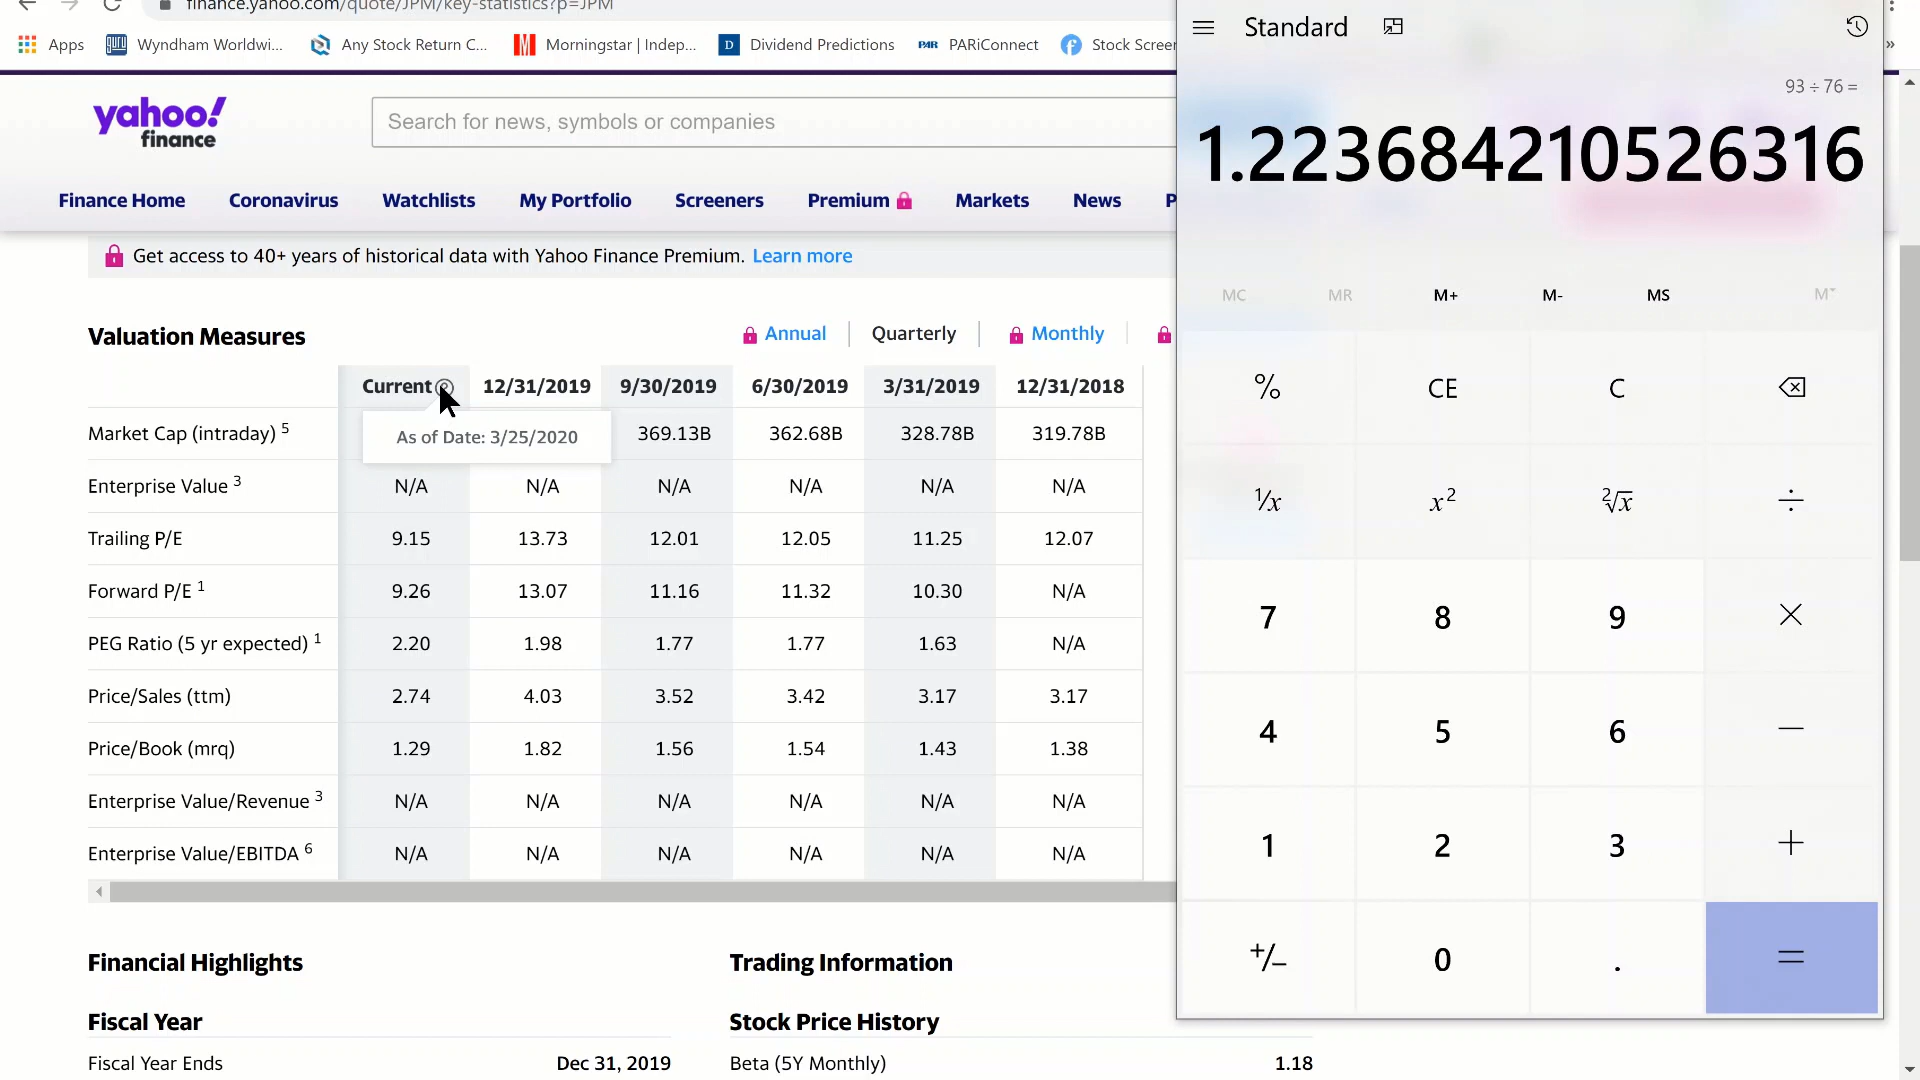 finance.yahoo.com/quote/JPM/key-statistics?p=JPM
Apps Wyndham Worldwi... Any Stock Return C... Morningstar | Indep... Dividend Predictions PARiConnect Stock Screen
guru
M
D
PAR
yahoo!
finance
Search for news, symbols or companies
Finance Home Coronavirus Watchlists My Portfolio Screeners Premium Markets News P
Get access to 40+ years of historical data with Yahoo Finance Premium. Learn more
Valuation Measures
Annual Quarterly Monthly
Current ? 12/31/2019 9/30/2019 6/30/2019 3/31/2019 12/31/2018
As of Date: 3/25/2020
Market Cap (intraday) 5 369.13B 362.68B 328.78B 319.78B
Enterprise Value 3 N/A N/A N/A N/A N/A N/A
Trailing P/E 9.15 13.73 12.01 12.05 11.25 12.07
Forward P/E 1 9.26 13.07 11.16 11.32 10.30 N/A
PEG Ratio (5 yr expected) 1 2.20 1.98 1.77 1.77 1.63 N/A
Price/Sales (ttm) 2.74 4.03 3.52 3.42 3.17 3.17
Price/Book (mrq) 1.29 1.82 1.56 1.54 1.43 1.38
Enterprise Value/Revenue 3 N/A N/A N/A N/A N/A N/A
Enterprise Value/EBITDA 6 N/A N/A N/A N/A N/A N/A
Financial Highlights
Fiscal Year
Fiscal Year Ends Dec 31, 2019
Trading Information
Stock Price History
Beta (5Y Monthly) 1.18
Standard
93 ÷ 76 =
1.223684210526316
MC MR M+ M- MS M˅
% CE C ⌫
¹/x x² ²√x ÷
7 8 9 ×
4 5 6 −
1 2 3 +
+/− 0 . =